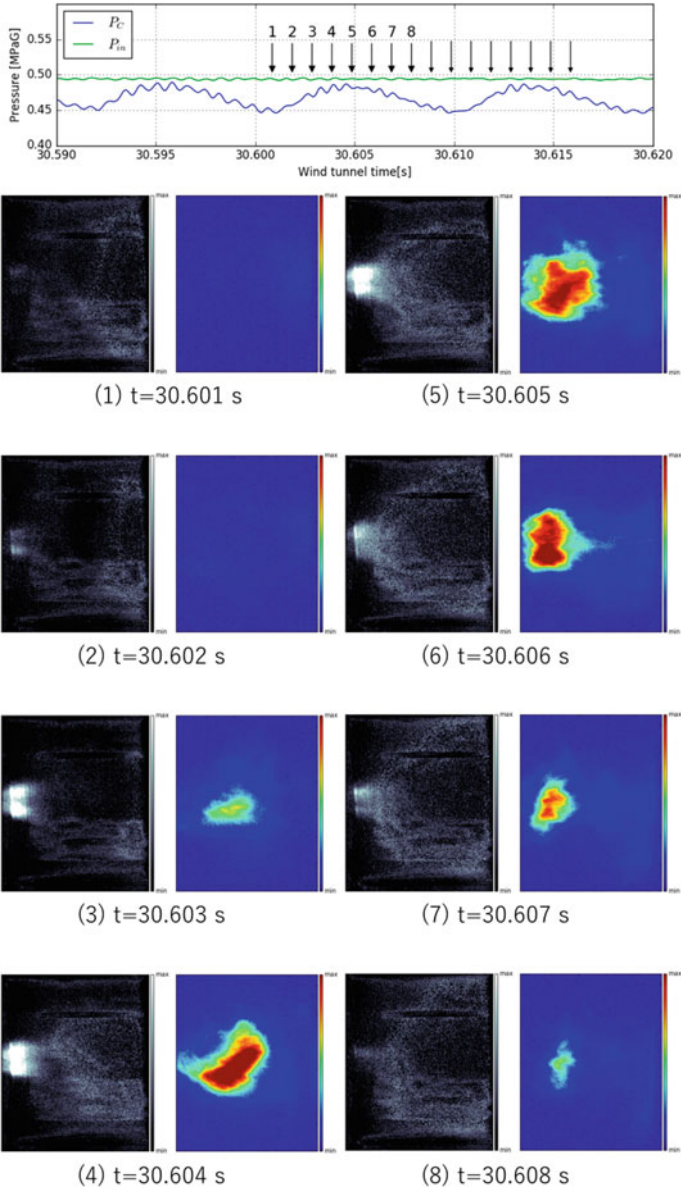 P_C
P_in
1 2 3 4 5 6 7 8
Pressure [MPaG]
0.55
0.50
0.45
0.40
30.590 30.595 30.600 30.605 30.610 30.615 30.620
Wind tunnel time[s]
max max max max
min min min min
(1) t=30.601 s (5) t=30.605 s
max max max max
min min min min
(2) t=30.602 s (6) t=30.606 s
max max max max
min min min min
(3) t=30.603 s (7) t=30.607 s
max max max max
min min min min
(4) t=30.604 s (8) t=30.608 s